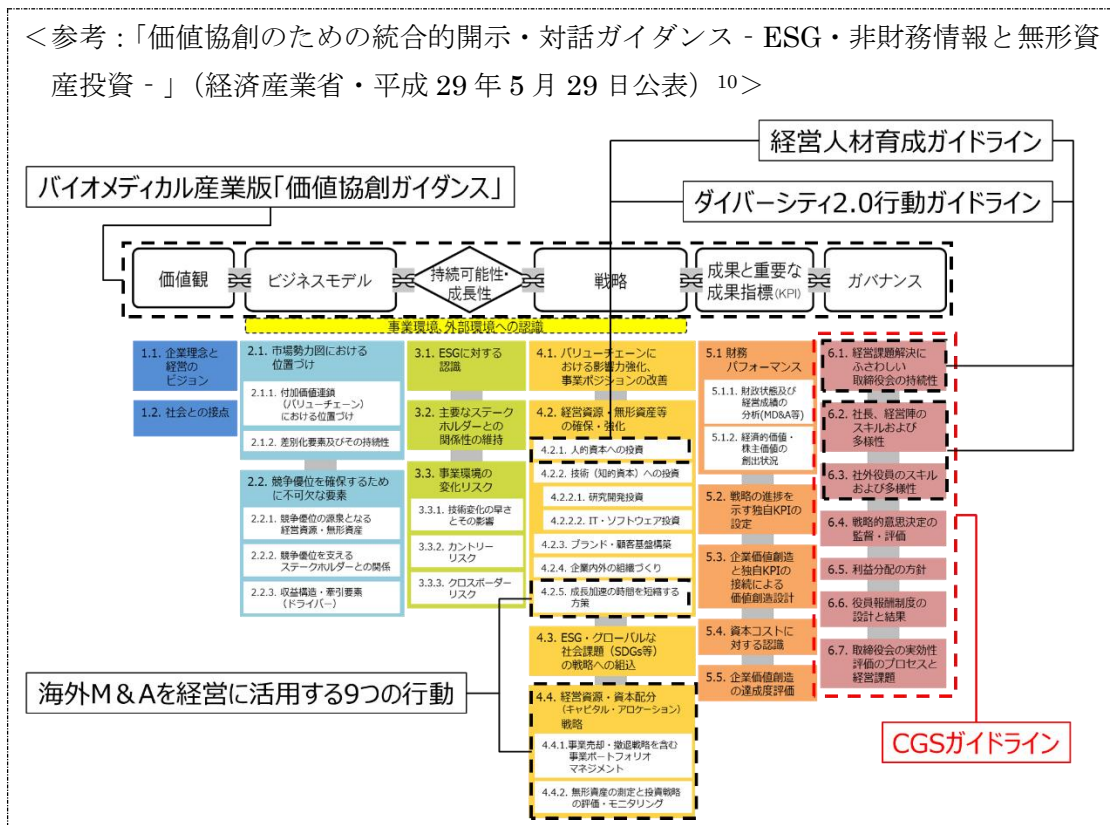 ＜参考：「価値協創のための統合的開示・対話ガイダンス - ESG・非財務情報と無形資
産投資 - 」（経済産業省・平成 29 年 5 月 29 日公表）10＞
経営人材育成ガイドライン
バイオメディカル産業版「価値協創ガイダンス」
ダイバーシティ2.0行動ガイドライン
価値観
ビジネスモデル
持続可能性・
成長性
戦略
成果と重要な
成果指標(KPI)
ガバナンス
事業環境、外部環境への認識
1.1. 企業理念と
経営の
ビジョン
1.2. 社会との接点
2.1. 市場勢力図における
位置づけ
2.1.1. 付加価値連鎖
（バリューチェーン）
における位置づけ
2.1.2. 差別化要素及びその持続性
2.2. 競争優位を確保するため
に不可欠な要素
2.2.1. 競争優位の源泉となる
経営資源・無形資産
2.2.2. 競争優位を支える
ステークホルダーとの関係
2.2.3. 収益構造・牽引要素
（ドライバー）
3.1. ESGに対する
認識
3.2. 主要なステーク
ホルダーとの
関係性の維持
3.3. 事業環境の
変化リスク
3.3.1. 技術変化の早さ
とその影響
3.3.2. カントリー
リスク
3.3.3. クロスボーダー
リスク
4.1. バリューチェーンに
おける影響力強化、
事業ポジションの改善
4.2. 経営資源・無形資産等
の確保・強化
4.2.1. 人的資本への投資
4.2.2. 技術（知的資本）への投資
4.2.2.1. 研究開発投資
4.2.2.2. IT・ソフトウェア投資
4.2.3. ブランド・顧客基盤構築
4.2.4. 企業内外の組織づくり
4.2.5. 成長加速の時間を短縮する
方策
4.3. ESG・グローバルな
社会課題（SDGs等）
の戦略への組込
4.4. 経営資源・資本配分
（キャピタル・アロケーション）
戦略
4.4.1.事業売却・撤退戦略を含む
事業ポートフォリオ
マネジメント
4.4.2. 無形資産の測定と投資戦略
の評価・モニタリング
5.1 財務
パフォーマンス
5.1.1. 財政状態及び
経営成績の
分析(MD&A等)
5.1.2. 経済的価値・
株主価値の
創出状況
5.2. 戦略の進捗を
示す独自KPIの
設定
5.3. 企業価値創造
と独自KPIの
接続による
価値創造設計
5.4. 資本コストに
対する認識
5.5. 企業価値創造
の達成度評価
6.1. 経営課題解決に
ふさわしい
取締役会の持続性
6.2. 社長、経営陣の
スキルおよび
多様性
6.3. 社外役員のスキル
および多様性
6.4. 戦略的意思決定の
監督・評価
6.5. 利益分配の方針
6.6. 役員報酬制度の
設計と結果
6.7. 取締役会の実効性
評価のプロセスと
経営課題
海外M＆Aを経営に活用する9つの行動
CGSガイドライン